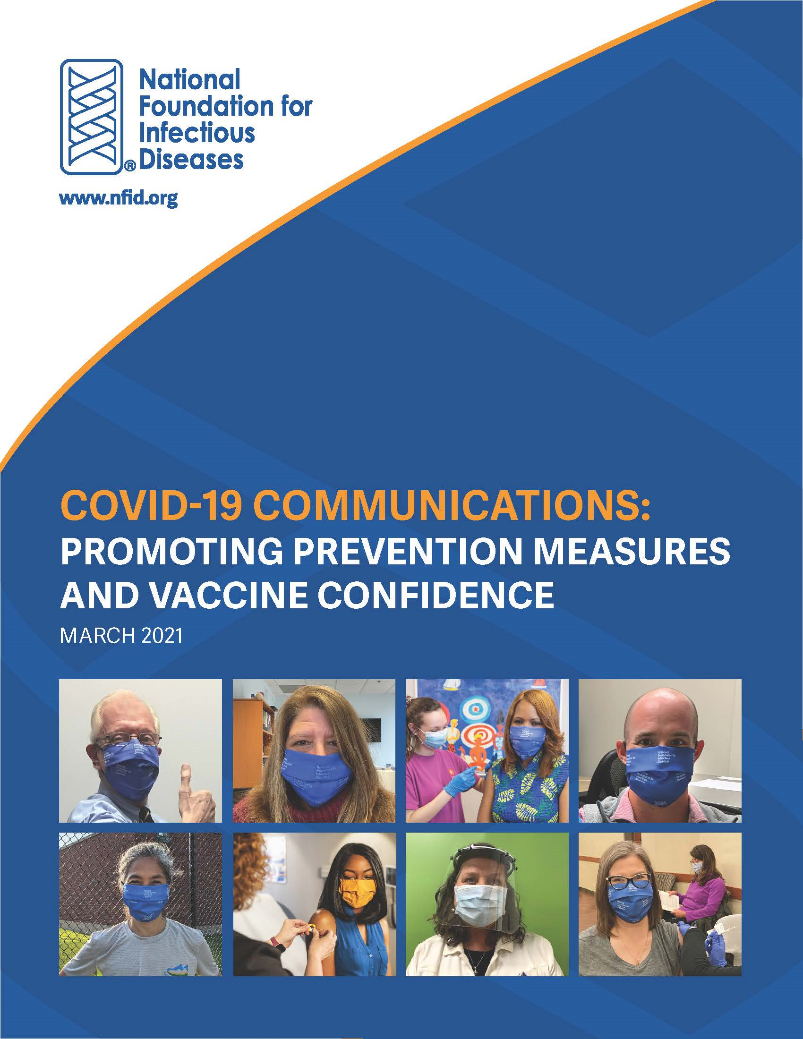 National
Foundation for
Infectious
®Diseases
www.nfid.org
COVID-19 COMMUNICATIONS:
PROMOTING PREVENTION MEASURES
AND VACCINE CONFIDENCE
MARCH 2021